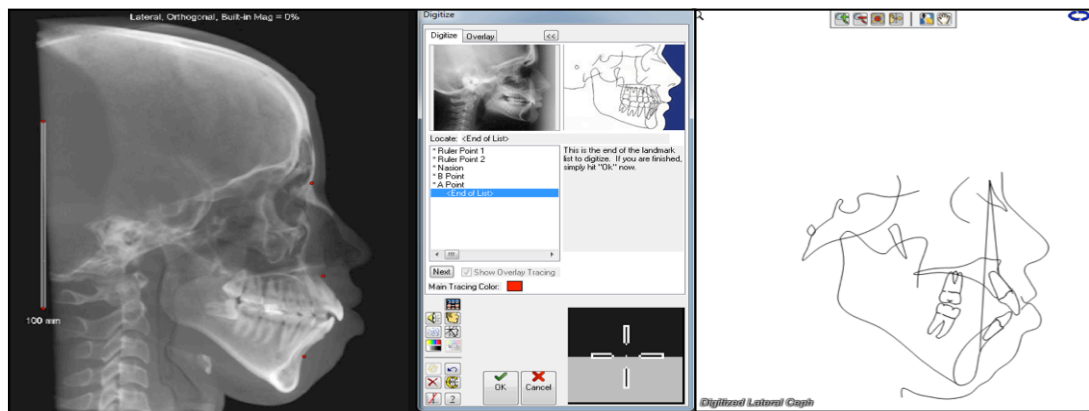 Lateral, Orthogonal, Built-in Mag = 0%
100 mm
Digitize
Digitize
Overlay
<<
Locate: <End of List>
* Ruler Point 1
* Ruler Point 2
* Nasion
* B Point
* A Point
<End of List>
This is the end of the landmark
list to digitize. If you are finished,
simply hit "Ok" now.
Next
Show Overlay Tracing
Main Tracing Color:
OK
Cancel
2
Digitized Lateral Ceph